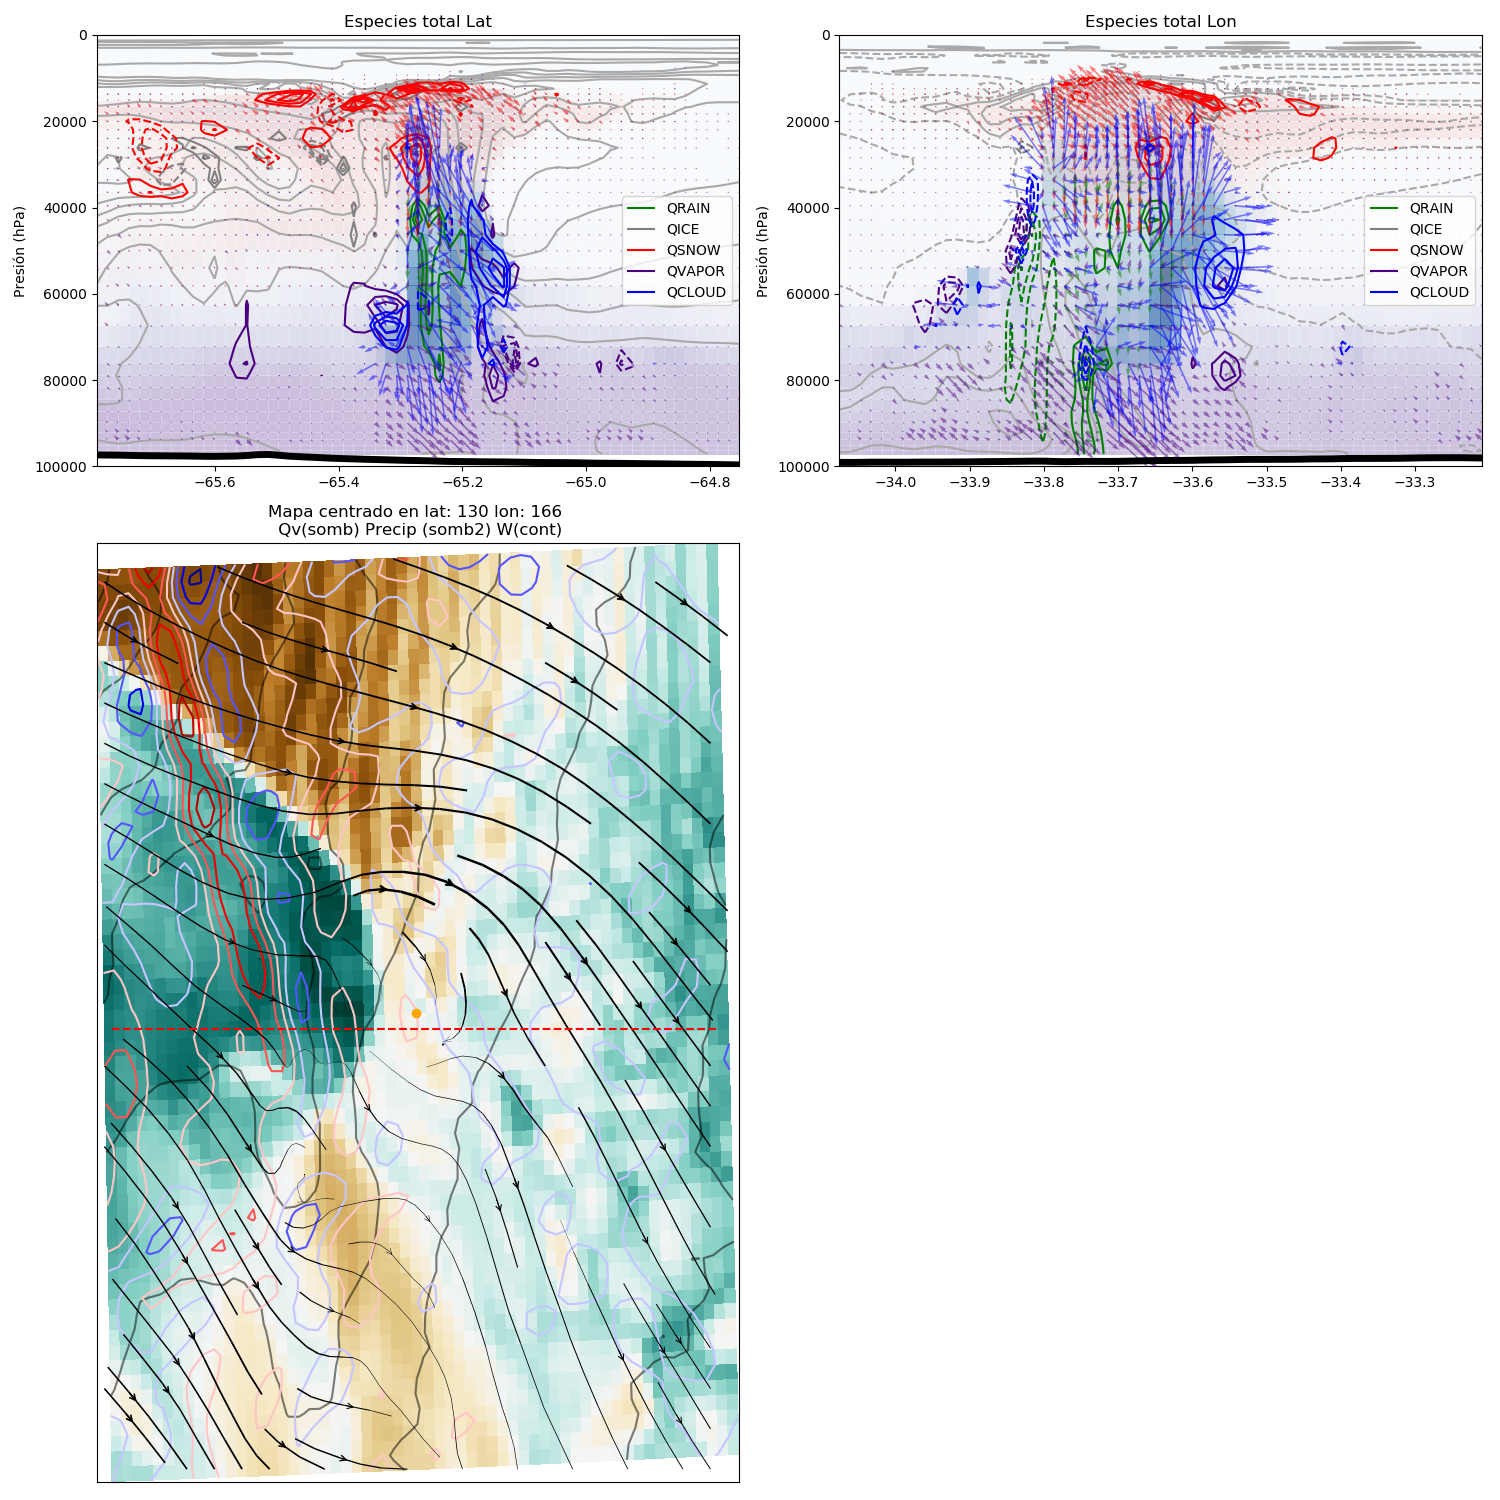 Especies total Lat
0
20000
40000
60000
80000
100000
Presión (hPa)
QRAIN
QICE
QSNOW
QVAPOR
QCLOUD
−65.6
−65.4
−65.2
−65.0
−64.8
Especies total Lon
0
20000
40000
60000
80000
100000
Presión (hPa)
QRAIN
QICE
QSNOW
QVAPOR
QCLOUD
−34.0
−33.9
−33.8
−33.7
−33.6
−33.5
−33.4
−33.3
Mapa centrado en lat: 130 lon: 166
Qv(somb) Precip (somb2) W(cont)